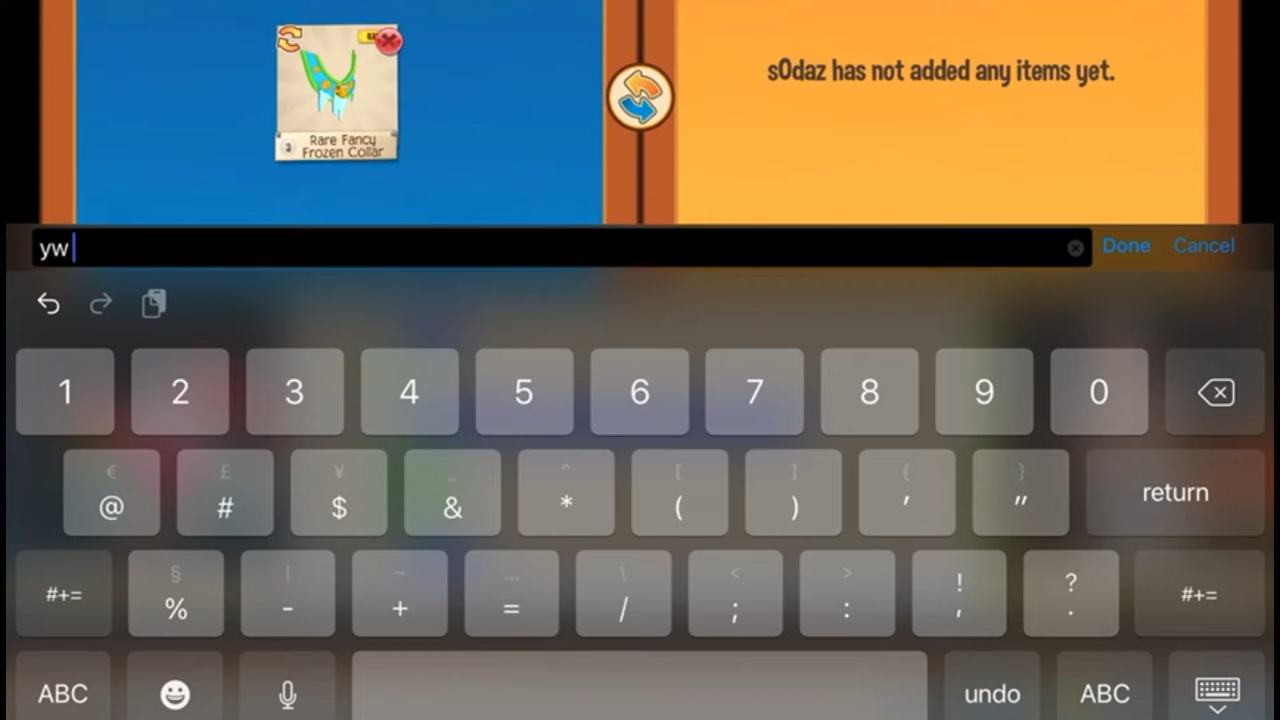 s0daz has not added any items yet.
3 Rare Fancy
Frozen Collar
yw
Done Cancel
1 2 3 4 5 6 7 8 9 0
€ £ ¥ _ ^ [ ] { }
@ # $ & * ( ) ' "
return
§ | ~ … \ < > ! ?
#+= % - + = / ; : , . #+=
ABC undo ABC